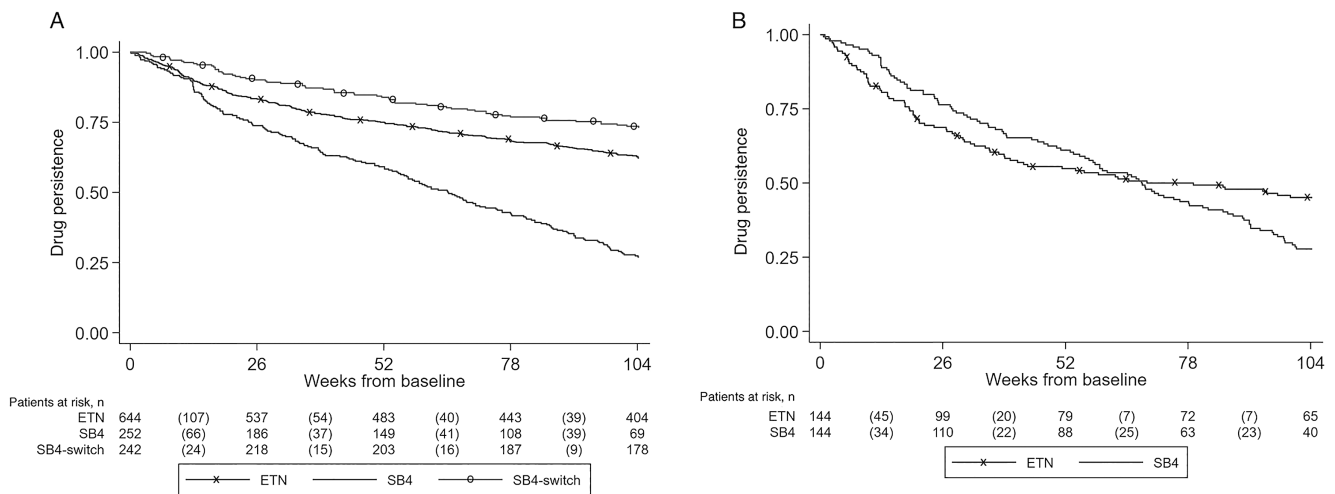 A
Drug persistence
1.00
0.75
0.50
0.25
0.00
0 26 52 78 104
Weeks from baseline
Patients at risk, n
ETN 644 (107) 537 (54) 483 (40) 443 (39) 404
SB4 252 (66) 186 (37) 149 (41) 108 (39) 69
SB4-switch 242 (24) 218 (15) 203 (16) 187 (9) 178
ETN SB4 SB4-switch
B
Drug persistence
1.00
0.75
0.50
0.25
0.00
0 26 52 78 104
Weeks from baseline
Patients at risk, n
ETN 144 (45) 99 (20) 79 (7) 72 (7) 65
SB4 144 (34) 110 (22) 88 (25) 63 (23) 40
ETN SB4